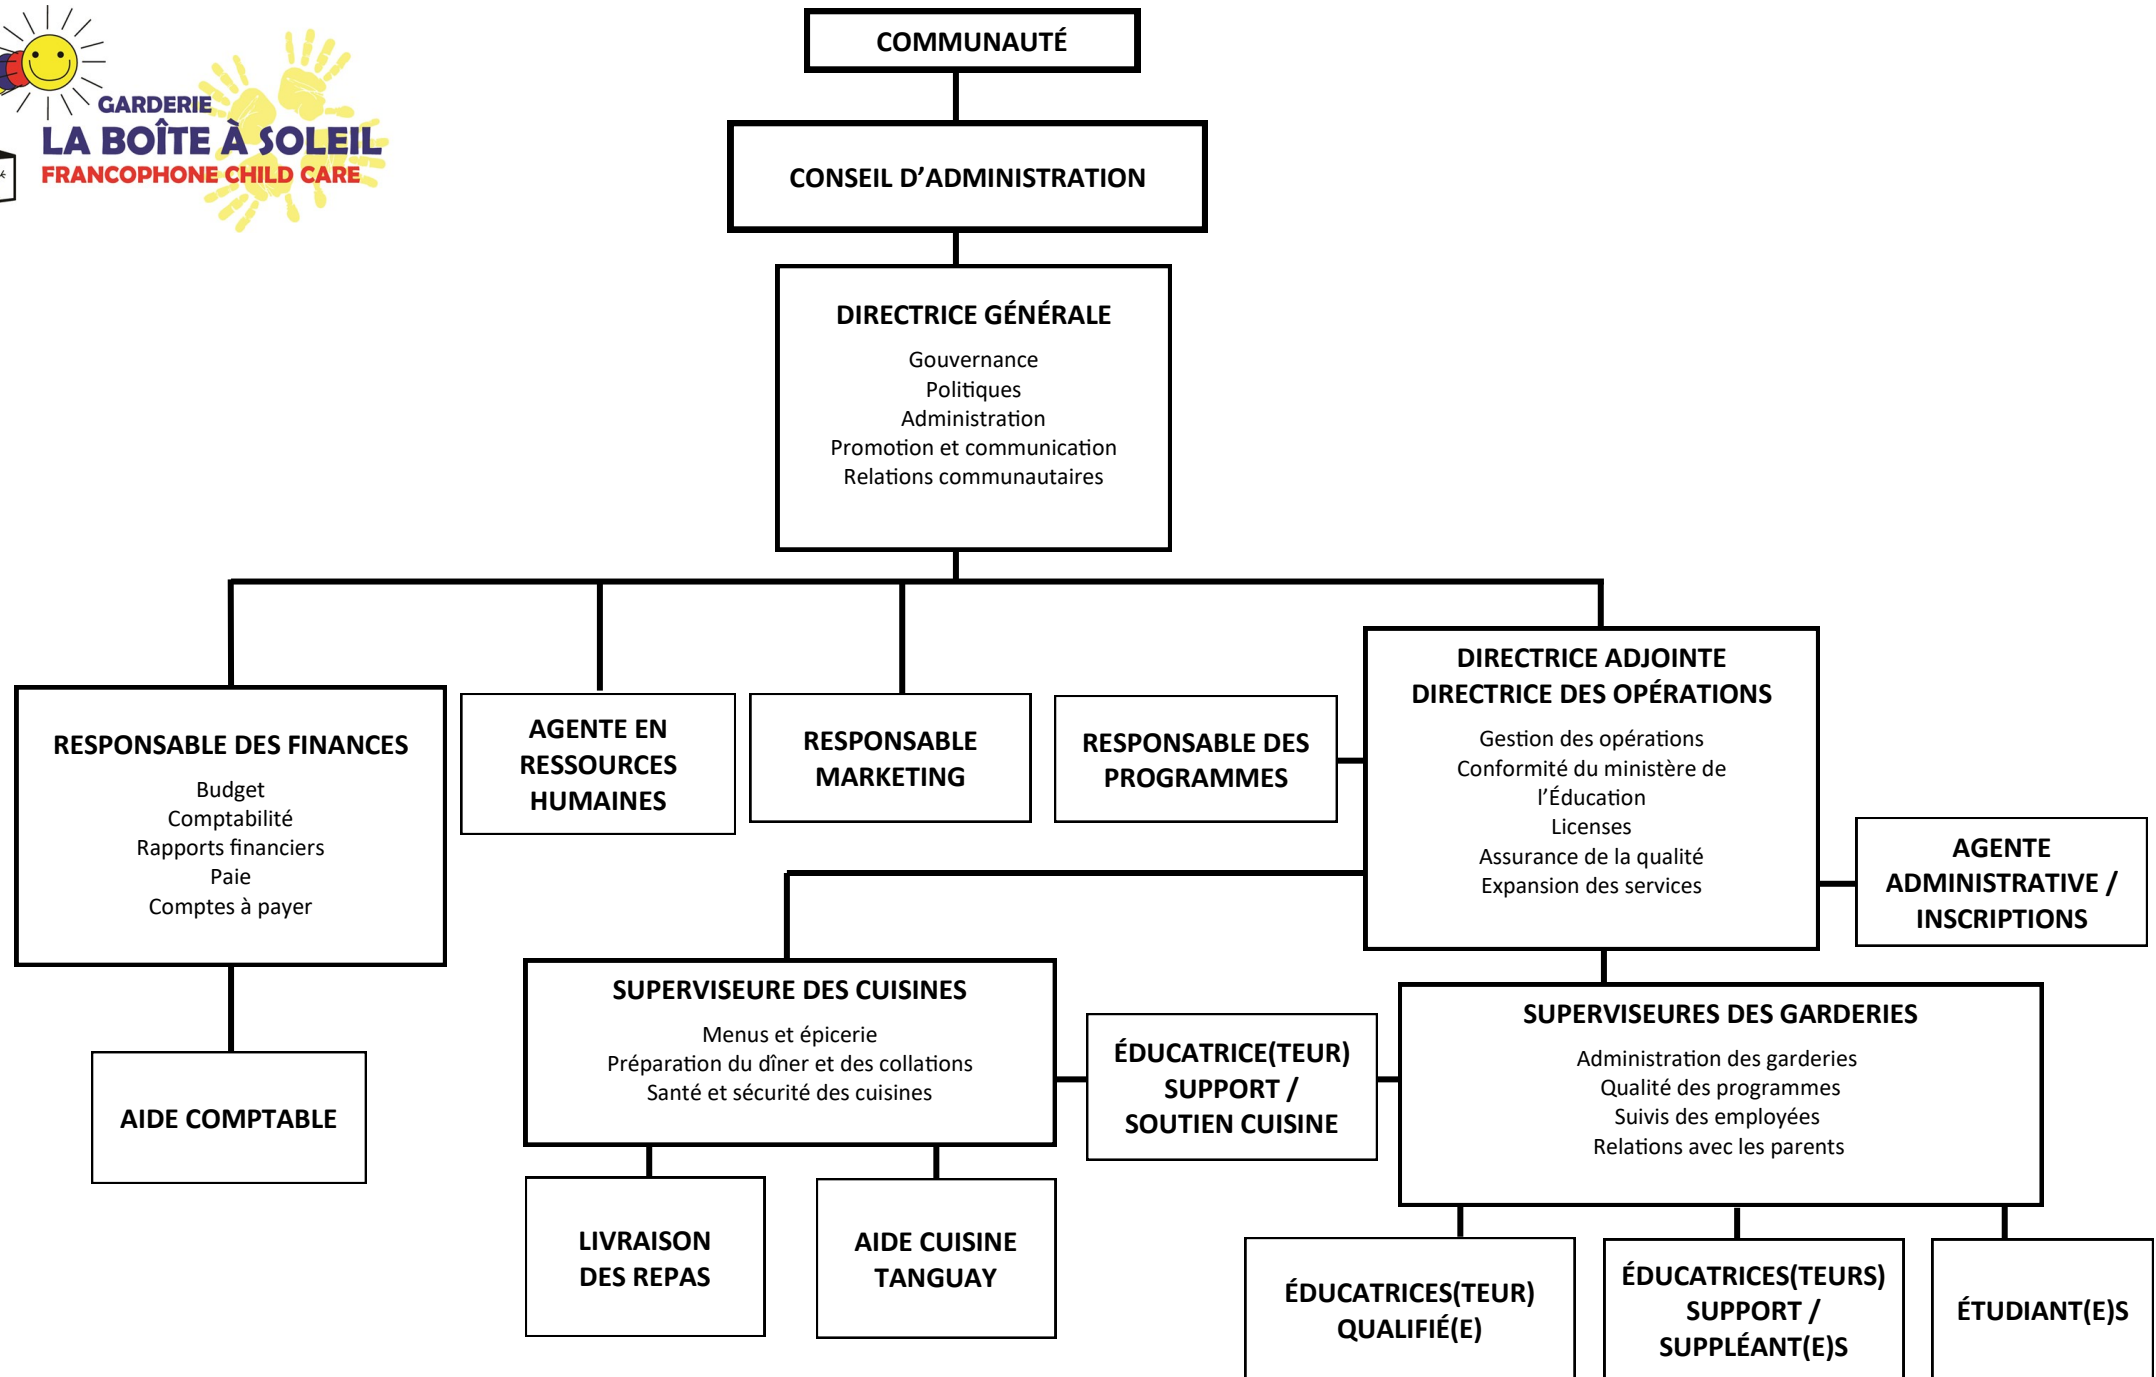 GARDERIE
LA BOÎTE À SOLEIL
FRANCOPHONE CHILD CARE
COMMUNAUTÉ
CONSEIL D’ADMINISTRATION
DIRECTRICE GÉNÉRALE
Gouvernance
Politiques
Administration
Promotion et communication
Relations communautaires
RESPONSABLE DES FINANCES
Budget
Comptabilité
Rapports financiers
Paie
Comptes à payer
AGENTE EN
RESSOURCES
HUMAINES
RESPONSABLE
MARKETING
RESPONSABLE DES
PROGRAMMES
DIRECTRICE ADJOINTE
DIRECTRICE DES OPÉRATIONS
Gestion des opérations
Conformité du ministère de
l’Éducation
Licenses
Assurance de la qualité
Expansion des services
AGENTE
ADMINISTRATIVE /
INSCRIPTIONS
AIDE COMPTABLE
SUPERVISEURE DES CUISINES
Menus et épicerie
Préparation du dîner et des collations
Santé et sécurité des cuisines
ÉDUCATRICE(TEUR)
SUPPORT /
SOUTIEN CUISINE
SUPERVISEURES DES GARDERIES
Administration des garderies
Qualité des programmes
Suivis des employées
Relations avec les parents
LIVRAISON
DES REPAS
AIDE CUISINE
TANGUAY
ÉDUCATRICES(TEUR)
QUALIFIÉ(E)
ÉDUCATRICES(TEURS)
SUPPORT /
SUPPLÉANT(E)S
ÉTUDIANT(E)S